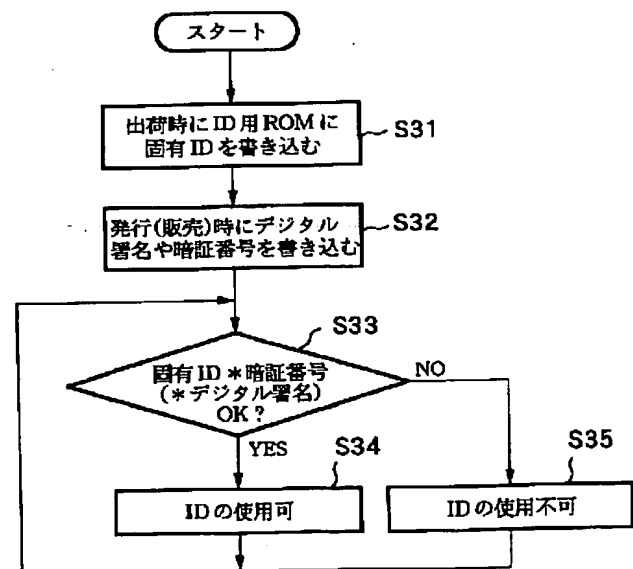 スタート
出荷時にID用ROMに
固有IDを書き込む
S31
発行(販売)時にデジタル
署名や暗証番号を書き込む
S32
S33
固有ID*暗証番号
(*デジタル署名)
OK?
NO
YES
S34
S35
IDの使用可
IDの使用不可